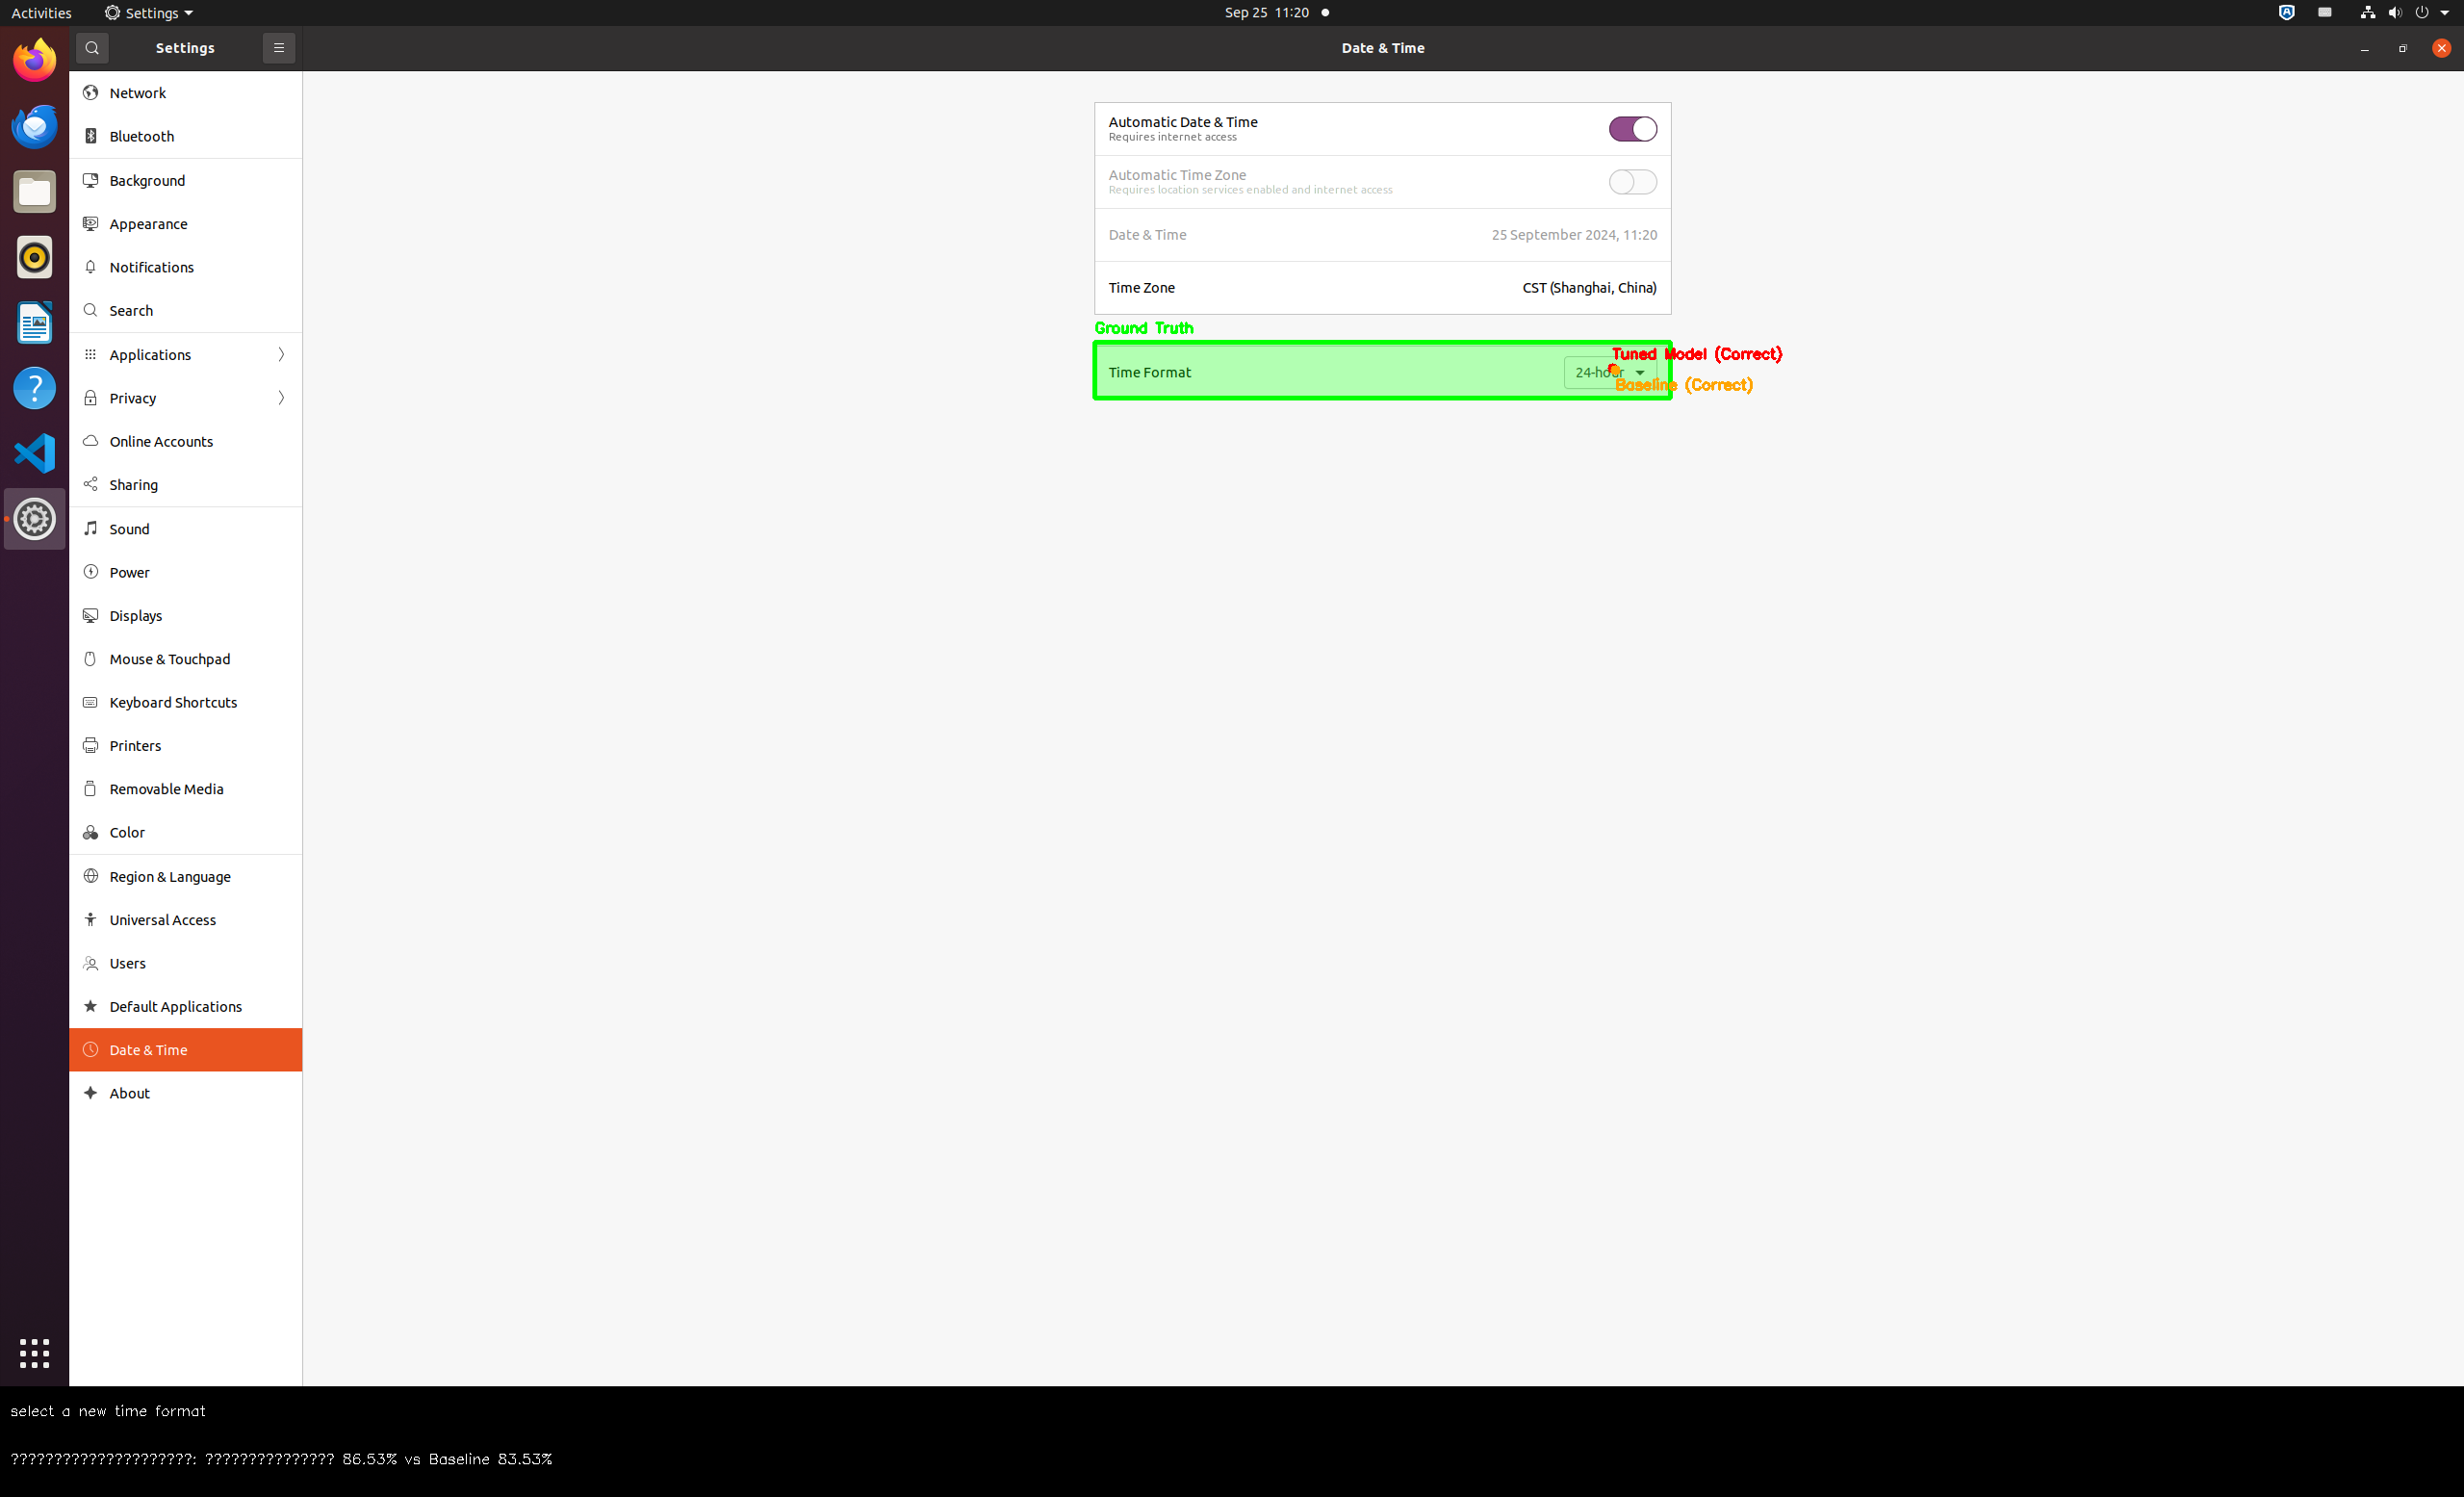 Activities Settings Sep 25 11:20
Settings Date & Time
Network
Bluetooth
Background
Appearance
Notifications
Search
Applications
Privacy
Online Accounts
Sharing
Sound
Power
Displays
Mouse & Touchpad
Keyboard Shortcuts
Printers
Removable Media
Color
Region & Language
Universal Access
Users
Default Applications
Date & Time
About
Automatic Date & Time
Requires internet access
Automatic Time Zone
Requires location services enabled and internet access
Date & Time 25 September 2024, 11:20
Time Zone CST (Shanghai, China)
Ground Truth
Tuned Model (Correct)
Time Format 24-hour
Baseline (Correct)
select a new time format
?????????????????????: ??????????????? 86.53% vs Baseline 83.53%